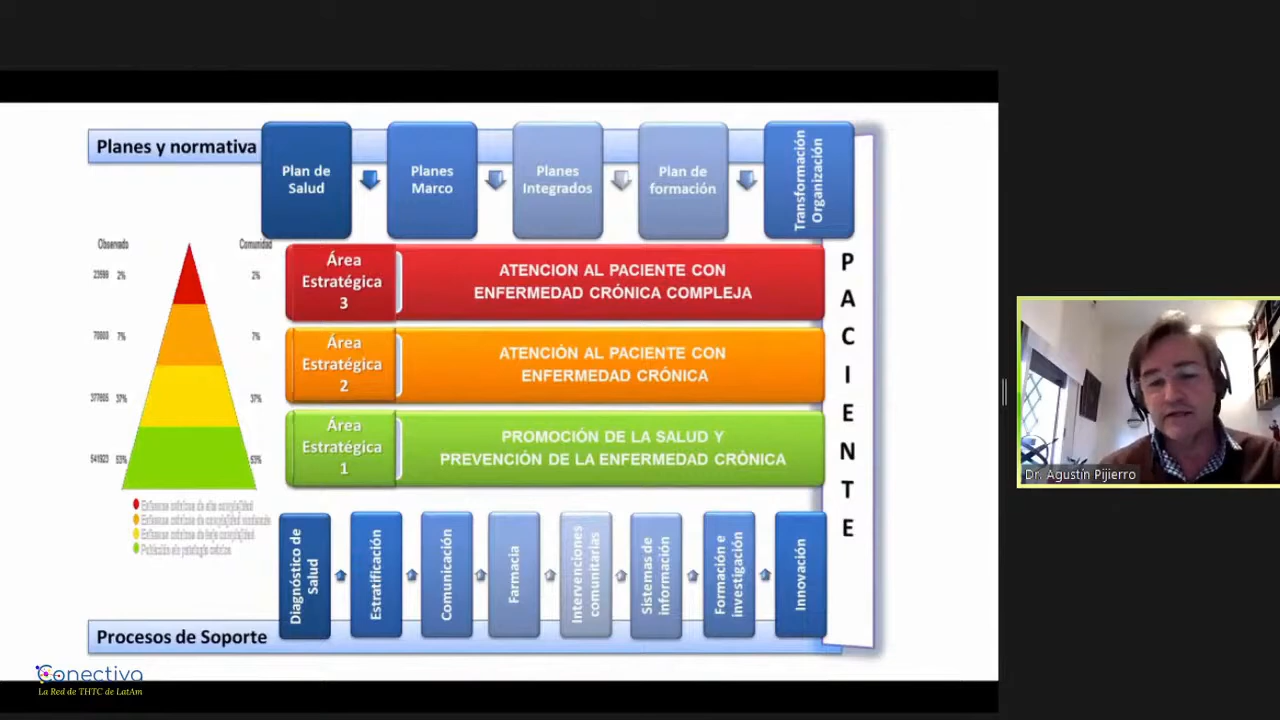 Planes y normativa
Plan de
Salud
Planes
Marco
Planes
Integrados
Plan de
formación
Transformación
Organización
Observado
Comunidad
23599 2%
2%
7%
7%
37%
37%
53%
53%
Área
Estratégica
3
ATENCION AL PACIENTE CON
ENFERMEDAD CRÓNICA COMPLEJA
Área
Estratégica
2
ATENCIÓN AL PACIENTE CON
ENFERMEDAD CRÓNICA
Área
Estratégica
1
PROMOCIÓN DE LA SALUD Y
PREVENCIÓN DE LA ENFERMEDAD CRÓNICA
PACIENTE
Diagnóstico de
Salud
Estratificación
Comunicación
Farmacia
Intervenciones
comunitarias
Sistemas de
información
Formación e
investigación
Innovación
Procesos de Soporte
Conectiva
La Red de THTC de LatAm
Dr. Agustín Pijierro